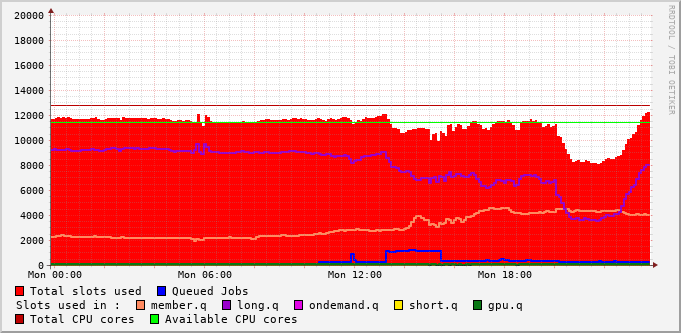 20000
18000
16000
14000
12000
10000
8000
6000
4000
2000
0
Mon 00:00 Mon 06:00 Mon 12:00 Mon 18:00
Total slots used Queued Jobs
Slots used in : member.q long.q ondemand.q short.q gpu.q
Total CPU cores Available CPU cores
RRDTOOL / TOBI OETIKER